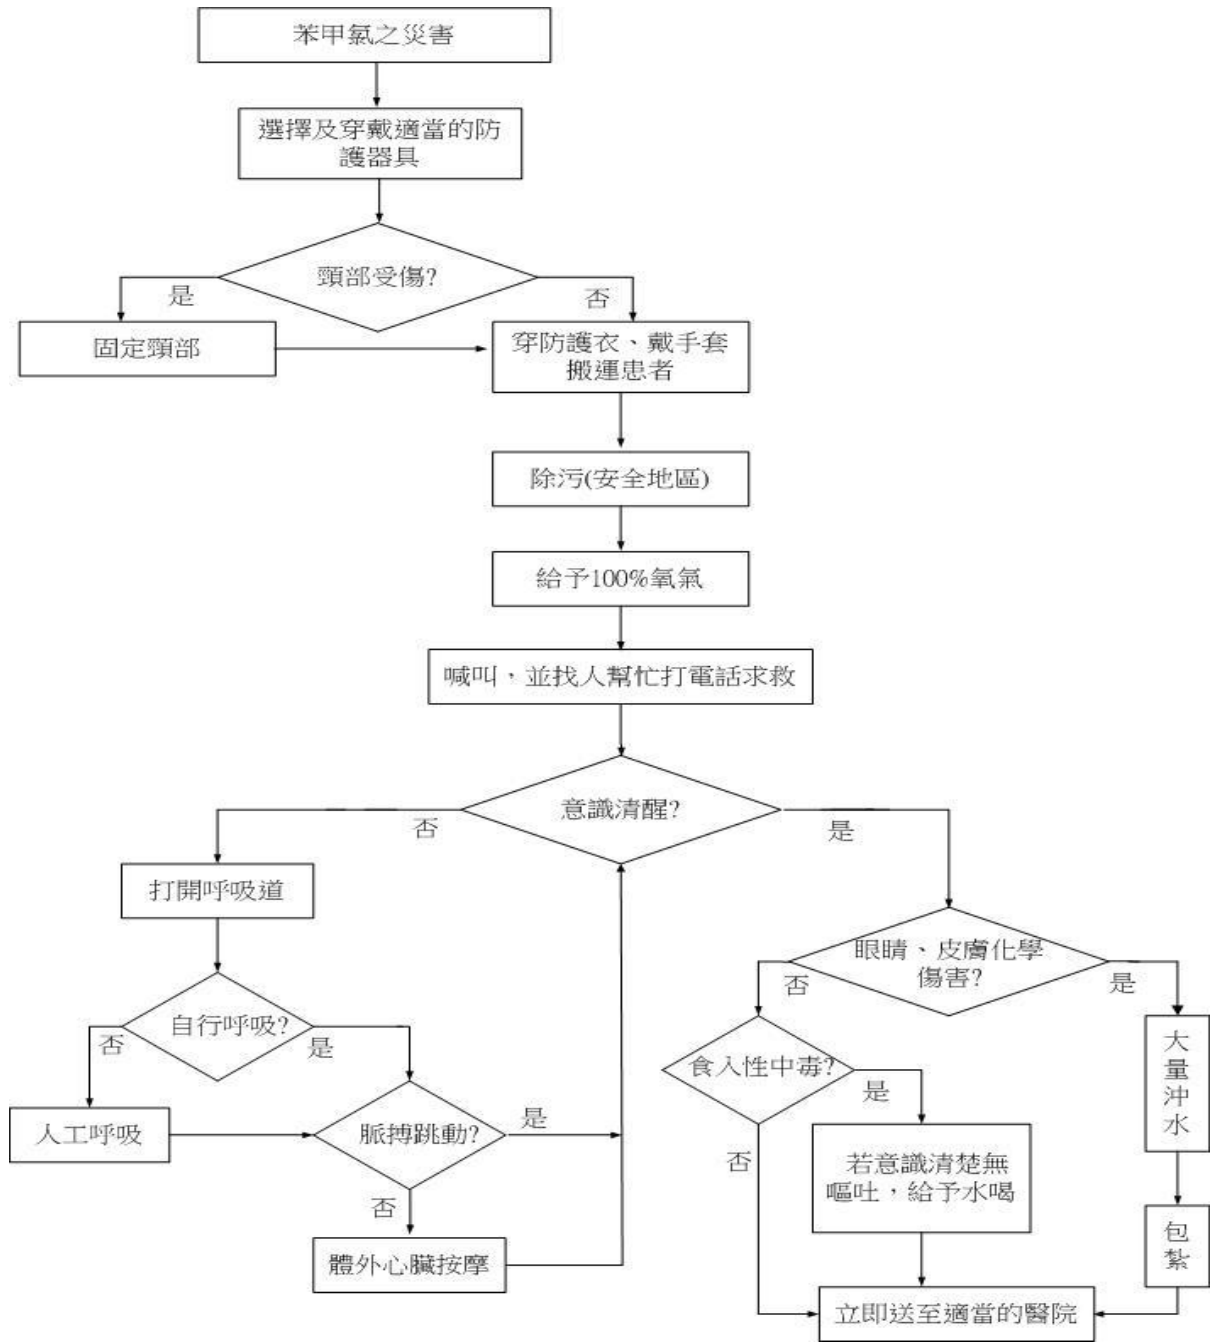 苯甲氯之災害
選擇及穿戴適當的防
護器具
頸部受傷?
是
否
固定頸部
穿防護衣、戴手套
搬運患者
除污(安全地區)
給予100%氧氣
喊叫，並找人幫忙打電話求救
意識清醒?
否
是
打開呼吸道
眼睛、皮膚化學
傷害?
否
是
自行呼吸?
否
是
大
量
沖
水
食入性中毒?
是
否
人工呼吸
脈搏跳動?
是
否
若意識清楚無
嘔吐，給予水喝
體外心臟按摩
包
紮
立即送至適當的醫院